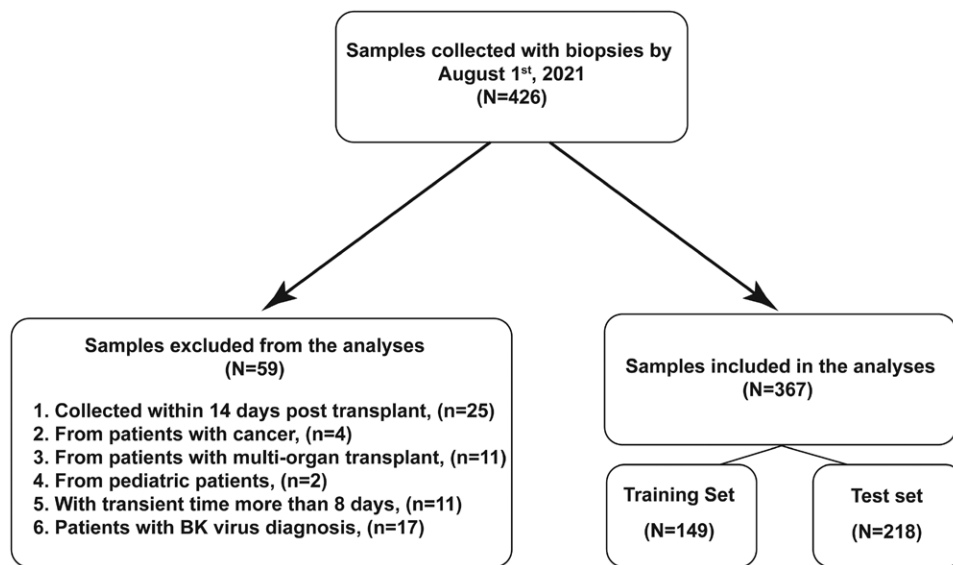 Samples collected with biopsies by
August 1st, 2021
(N=426)
Samples excluded from the analyses
(N=59)
1. Collected within 14 days post transplant, (n=25)
2. From patients with cancer, (n=4)
3. From patients with multi-organ transplant, (n=11)
4. From pediatric patients, (n=2)
5. With transient time more than 8 days, (n=11)
6. Patients with BK virus diagnosis, (n=17)
Samples included in the analyses
(N=367)
Training Set
(N=149)
Test set
(N=218)